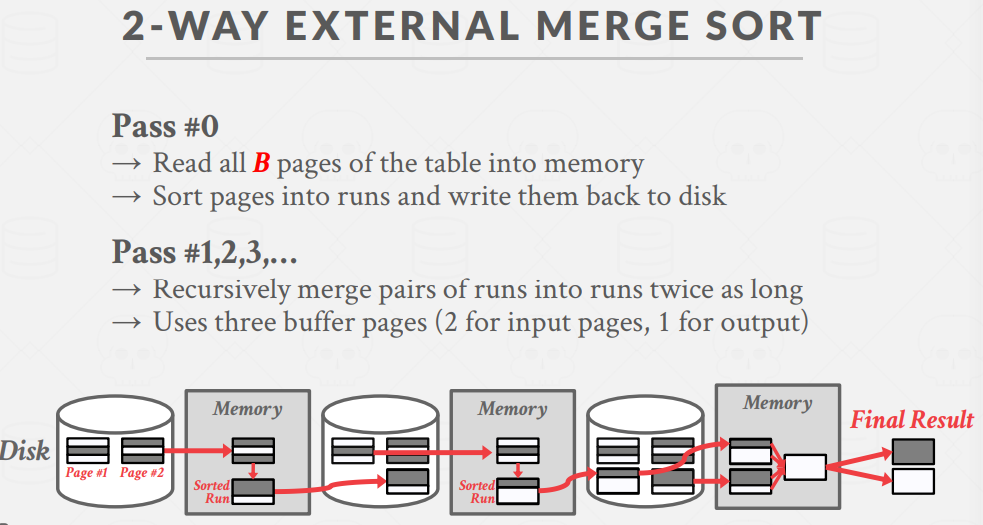 2-WAY EXTERNAL MERGE SORT
Pass #0
→ Read all B pages of the table into memory
→ Sort pages into runs and write them back to disk
Pass #1,2,3,...
→ Recursively merge pairs of runs into runs twice as long
→ Uses three buffer pages (2 for input pages, 1 for output)
Disk
Page #1
Page #2
Memory
Sorted
Run
Memory
Sorted
Run
Memory
Final Result